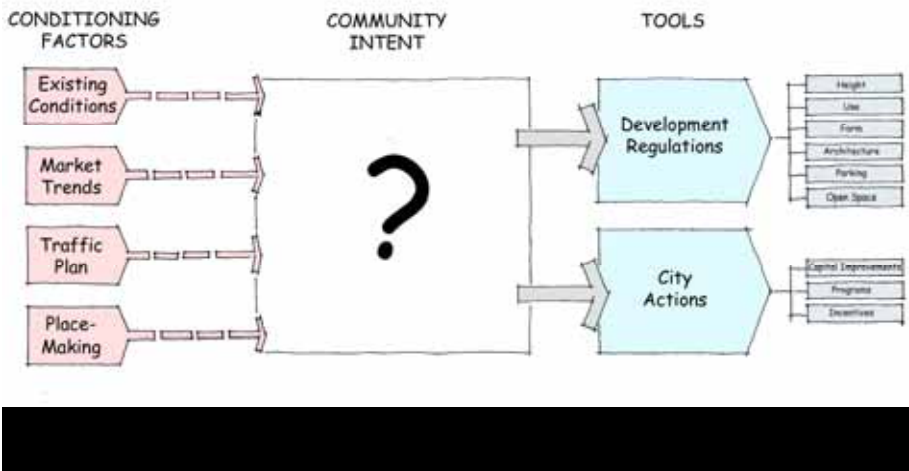 CONDITIONING
FACTORS
COMMUNITY
INTENT
TOOLS
Existing
Conditions
Market
Trends
Traffic
Plan
Place-
Making
?
Development
Regulations
Height
Use
Form
Architecture
Parking
Open Space
City
Actions
Capital Improvements
Programs
Incentives